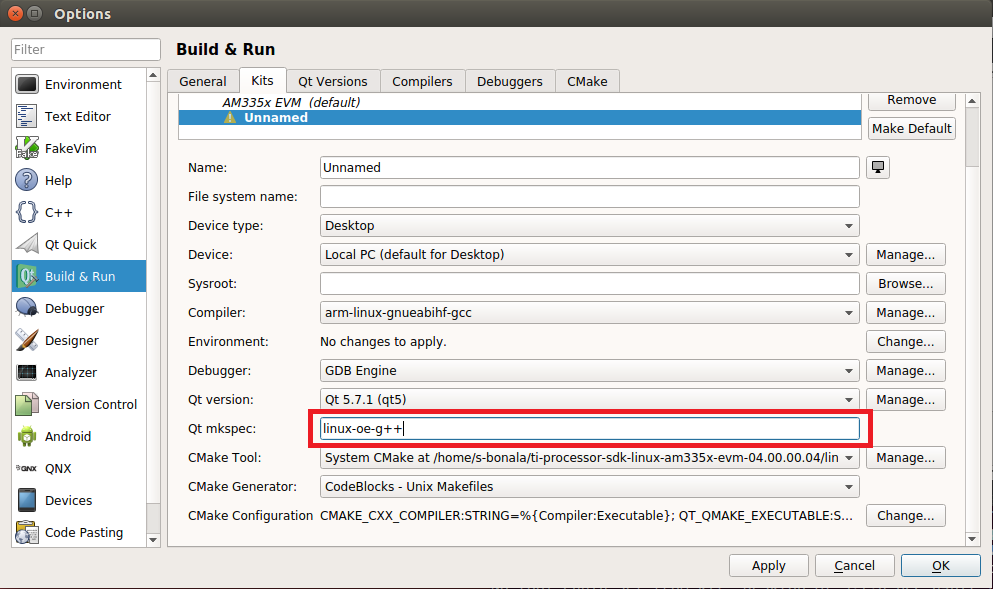 Options
Filter
Environment
Text Editor
FakeVim
Help
C++
Qt Quick
Build & Run
Debugger
Designer
Analyzer
Version Control
Android
QNX
Devices
Code Pasting
Build & Run
General Kits Qt Versions Compilers Debuggers CMake
AM335x EVM (default)
Unnamed
Remove
Make Default
Name: Unnamed
File system name:
Device type: Desktop
Device: Local PC (default for Desktop) Manage...
Sysroot: Browse...
Compiler: arm-linux-gnueabihf-gcc Manage...
Environment: No changes to apply. Change...
Debugger: GDB Engine Manage...
Qt version: Qt 5.7.1 (qt5) Manage...
Qt mkspec: linux-oe-g++
CMake Tool: System CMake at /home/s-bonala/ti-processor-sdk-linux-am335x-evm-04.00.00.04/lin Manage...
CMake Generator: CodeBlocks - Unix Makefiles
CMake Configuration CMAKE_CXX_COMPILER:STRING=%{Compiler:Executable}; QT_QMAKE_EXECUTABLE:S... Change...
Apply Cancel OK